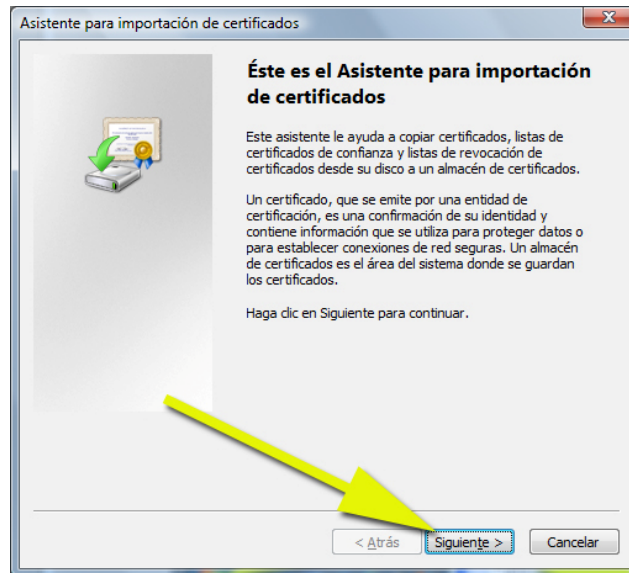 Asistente para importación de certificados
Éste es el Asistente para importación
de certificados
Este asistente le ayuda a copiar certificados, listas de
certificados de confianza y listas de revocación de
certificados desde su disco a un almacén de certificados.
Un certificado, que se emite por una entidad de
certificación, es una confirmación de su identidad y
contiene información que se utiliza para proteger datos o
para establecer conexiones de red seguras. Un almacén
de certificados es el área del sistema donde se guardan
los certificados.
Haga clic en Siguiente para continuar.
< Atrás Siguiente > Cancelar